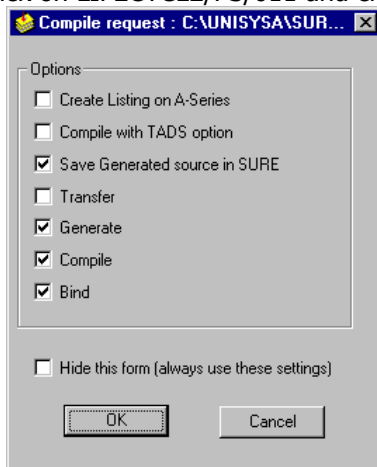 Compile request : C:\UNISYSA\SUR...
Options
Create Listing on A-Series
Compile with TADS option
Save Generated source in SURE
Transfer
Generate
Compile
Bind
Hide this form (always use these settings)
OK
Cancel